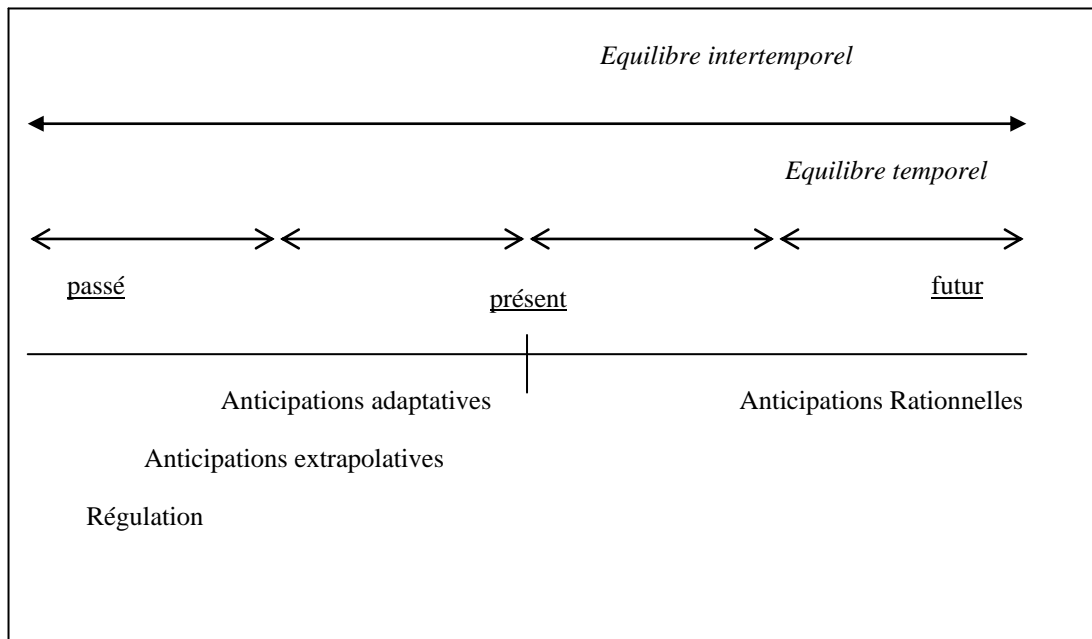 Equilibre intertemporel
Equilibre temporel
passé
présent
futur
Anticipations adaptatives
Anticipations Rationnelles
Anticipations extrapolatives
Régulation